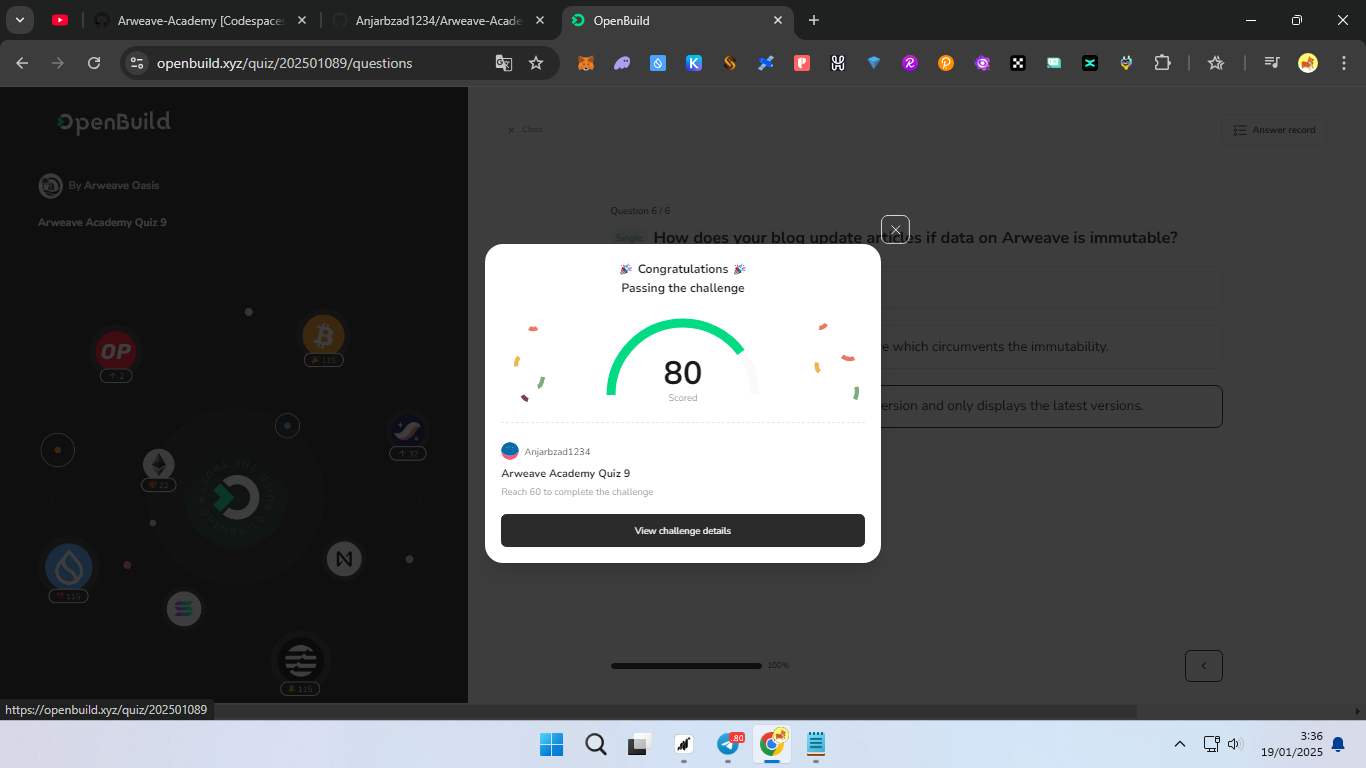 Arweave-Academy [Codespaces
Anjarbzad1234/Arweave-Acade
OpenBuild
openbuild.xyz/quiz/202501089/questions
OpenBuild
By Arweave Oasis
Arweave Academy Quiz 9
Class
Answer record
Question 6 / 6
Single How does your blog update articles if data on Arweave is immutable?
e which circumvents the immutability.
ersion and only displays the latest versions.
Congratulations
Passing the challenge
80
Scored
Anjarbzad1234
Arweave Academy Quiz 9
Reach 60 to complete the challenge
View challenge details
OP
2
115
32
22
115
115
100%
https://openbuild.xyz/quiz/202501089
80
3:36
19/01/2025